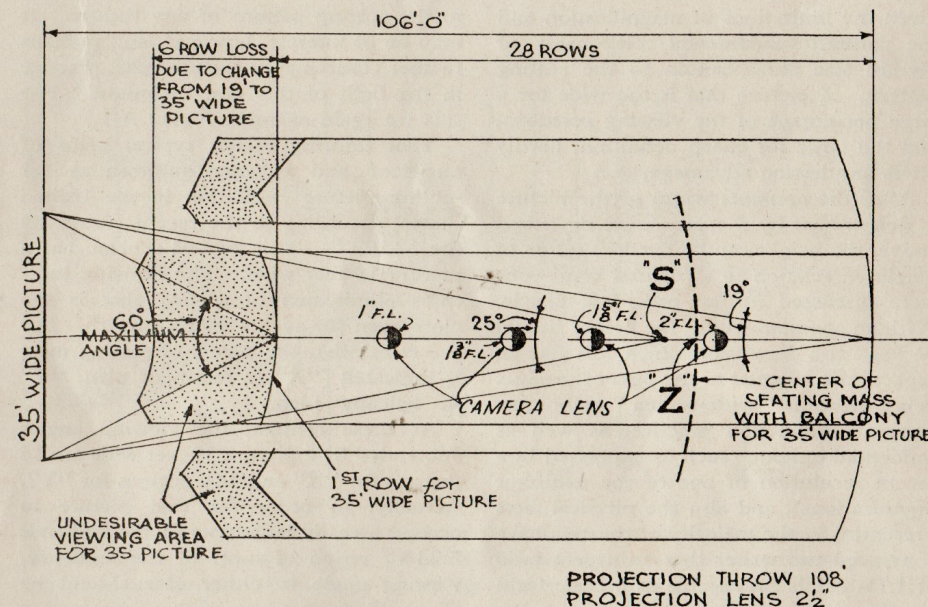 106'-0"
6 ROW LOSS
28 ROWS
DUE TO CHANGE
FROM 19' TO
35' WIDE
PICTURE
35' WIDE PICTURE
60°
MAXIMUM
ANGLE
1" F.L.
25°
1 3/8" F.L.
1 5/8" F.L.
"S"
2" F.L.
19°
"Z"
CAMERA LENS
CENTER OF
SEATING MASS
WITH BALCONY
FOR 35' WIDE PICTURE
1ST ROW for
35' WIDE PICTURE
UNDESIRABLE
VIEWING AREA
FOR 35' PICTURE
PROJECTION THROW 108'
PROJECTION LENS 2½"